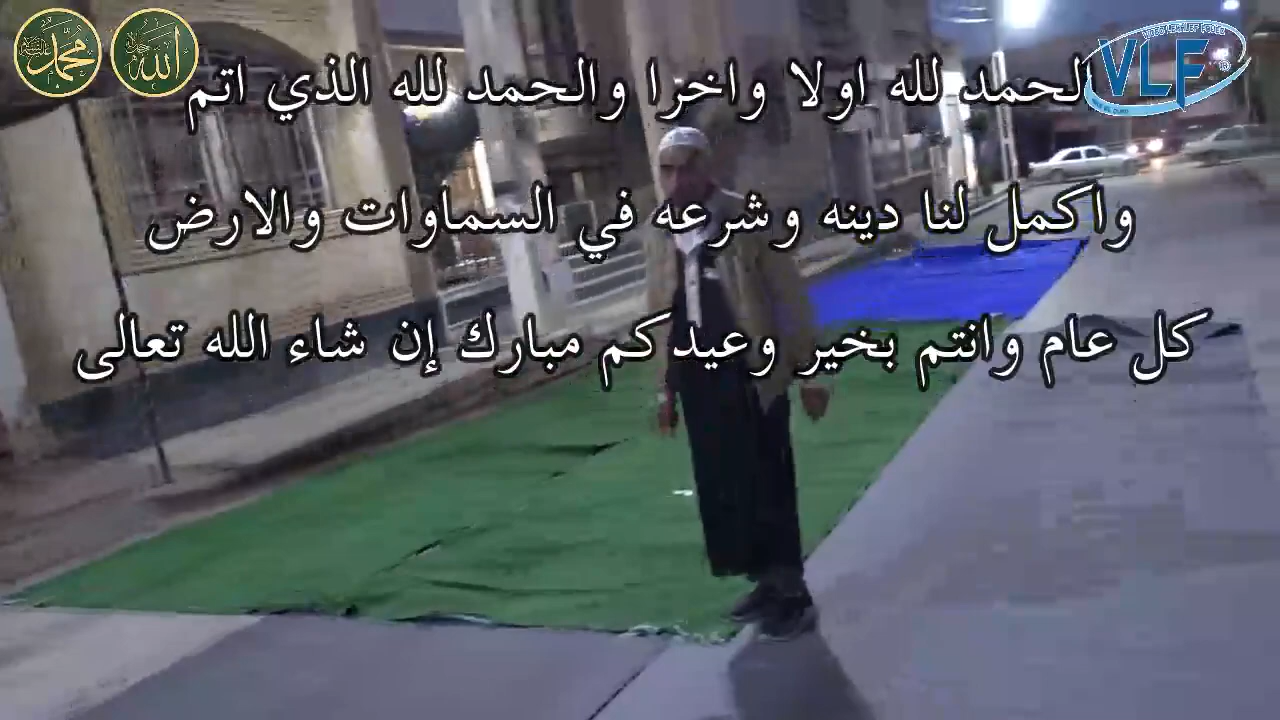 الله
محمد
VLF
الحمد لله اولا واخرا والحمد لله الذي اتم
واكمل لنا دينه وشرعه في السماوات والارض
كل عام وانتم بخير وعيدكم مبارك إن شاء الله تعالى